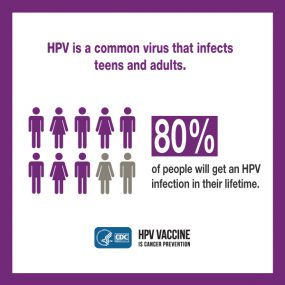 HPV is a common virus that infects
teens and adults.
80%
of people will get an HPV
infection in their lifetime.
CDC
HPV VACCINE
IS CANCER PREVENTION